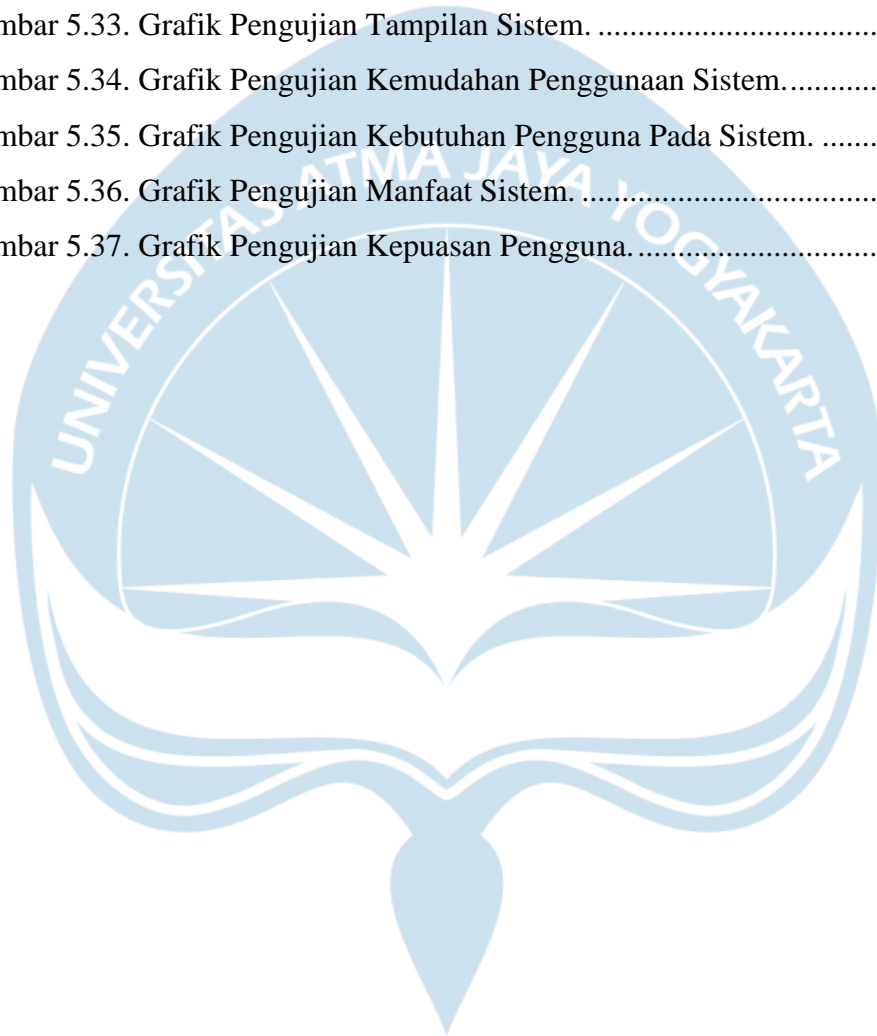 mbar 5.33. Grafik Pengujian Tampilan Sistem. ...................................
mbar 5.34. Grafik Pengujian Kemudahan Penggunaan Sistem............
mbar 5.35. Grafik Pengujian Kebutuhan Pengguna Pada Sistem. .......
mbar 5.36. Grafik Pengujian Manfaat Sistem. .....................................
mbar 5.37. Grafik Pengujian Kepuasan Pengguna. ..............................
UNIVERSITAS ATMA JAYA YOGYAKARTA